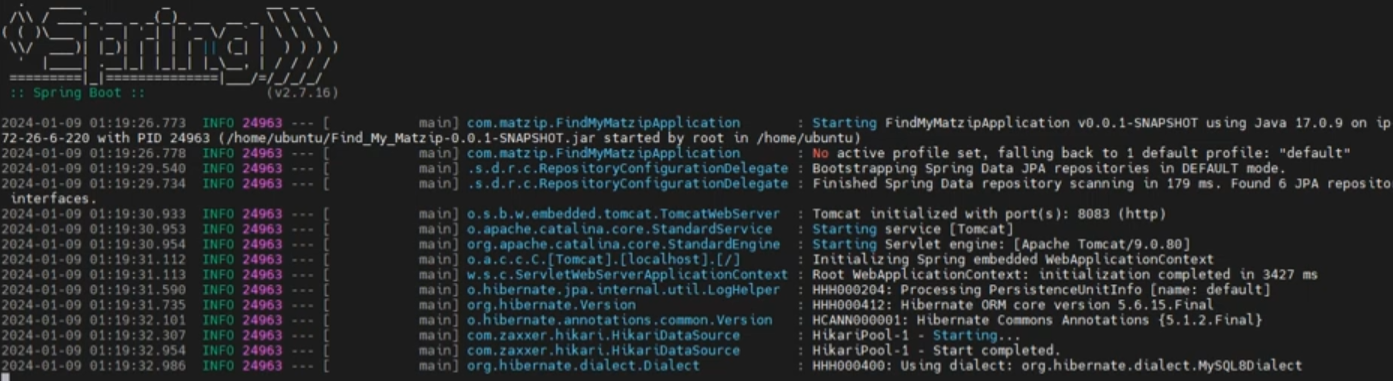 Spring
:: Spring Boot ::                (v2.7.16)
2024-01-09 01:19:26.773  INFO 24963 --- [           main] com.matzip.FindMyMatzipApplication       : Starting FindMyMatzipApplication v0.0.1-SNAPSHOT using Java 17.0.9 on ip
72-26-6-220 with PID 24963 (/home/ubuntu/Find_My_Matzip-0.0.1-SNAPSHOT.jar started by root in /home/ubuntu)
2024-01-09 01:19:26.778  INFO 24963 --- [           main] com.matzip.FindMyMatzipApplication       : No active profile set, falling back to 1 default profile: "default"
2024-01-09 01:19:29.540  INFO 24963 --- [           main] .s.d.r.c.RepositoryConfigurationDelegate : Bootstrapping Spring Data JPA repositories in DEFAULT mode.
2024-01-09 01:19:29.734  INFO 24963 --- [           main] .s.d.r.c.RepositoryConfigurationDelegate : Finished Spring Data repository scanning in 179 ms. Found 6 JPA reposito
interfaces.
2024-01-09 01:19:30.933  INFO 24963 --- [           main] o.s.b.w.embedded.tomcat.TomcatWebServer  : Tomcat initialized with port(s): 8083 (http)
2024-01-09 01:19:30.953  INFO 24963 --- [           main] o.apache.catalina.core.StandardService   : Starting service [Tomcat]
2024-01-09 01:19:30.954  INFO 24963 --- [           main] org.apache.catalina.core.StandardEngine  : Starting Servlet engine: [Apache Tomcat/9.0.80]
2024-01-09 01:19:31.112  INFO 24963 --- [           main] o.a.c.c.C.[Tomcat].[localhost].[/]       : Initializing Spring embedded WebApplicationContext
2024-01-09 01:19:31.113  INFO 24963 --- [           main] w.s.c.ServletWebServerApplicationContext : Root WebApplicationContext: initialization completed in 3427 ms
2024-01-09 01:19:31.590  INFO 24963 --- [           main] o.hibernate.jpa.internal.util.LogHelper  : HHH000204: Processing PersistenceUnitInfo [name: default]
2024-01-09 01:19:31.735  INFO 24963 --- [           main] org.hibernate.Version                    : HHH000412: Hibernate ORM core version 5.6.15.Final
2024-01-09 01:19:32.101  INFO 24963 --- [           main] o.hibernate.annotations.common.Version   : HCANN000001: Hibernate Commons Annotations {5.1.2.Final}
2024-01-09 01:19:32.307  INFO 24963 --- [           main] com.zaxxer.hikari.HikariDataSource       : HikariPool-1 - Starting...
2024-01-09 01:19:32.954  INFO 24963 --- [           main] com.zaxxer.hikari.HikariDataSource       : HikariPool-1 - Start completed.
2024-01-09 01:19:32.986  INFO 24963 --- [           main] org.hibernate.dialect.Dialect            : HHH000400: Using dialect: org.hibernate.dialect.MySQL8Dialect